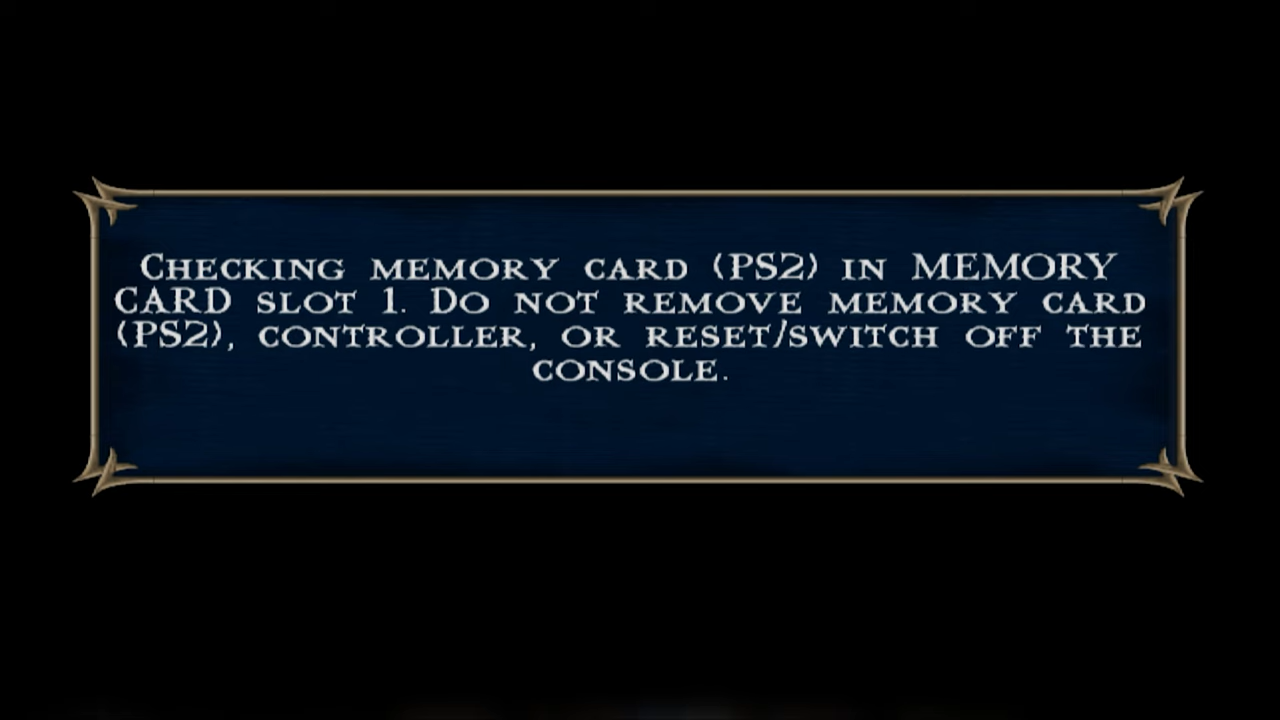 Checking memory card (PS2) in MEMORY
CARD slot 1. Do not remove memory card
(PS2), controller, or reset/switch off the
console.